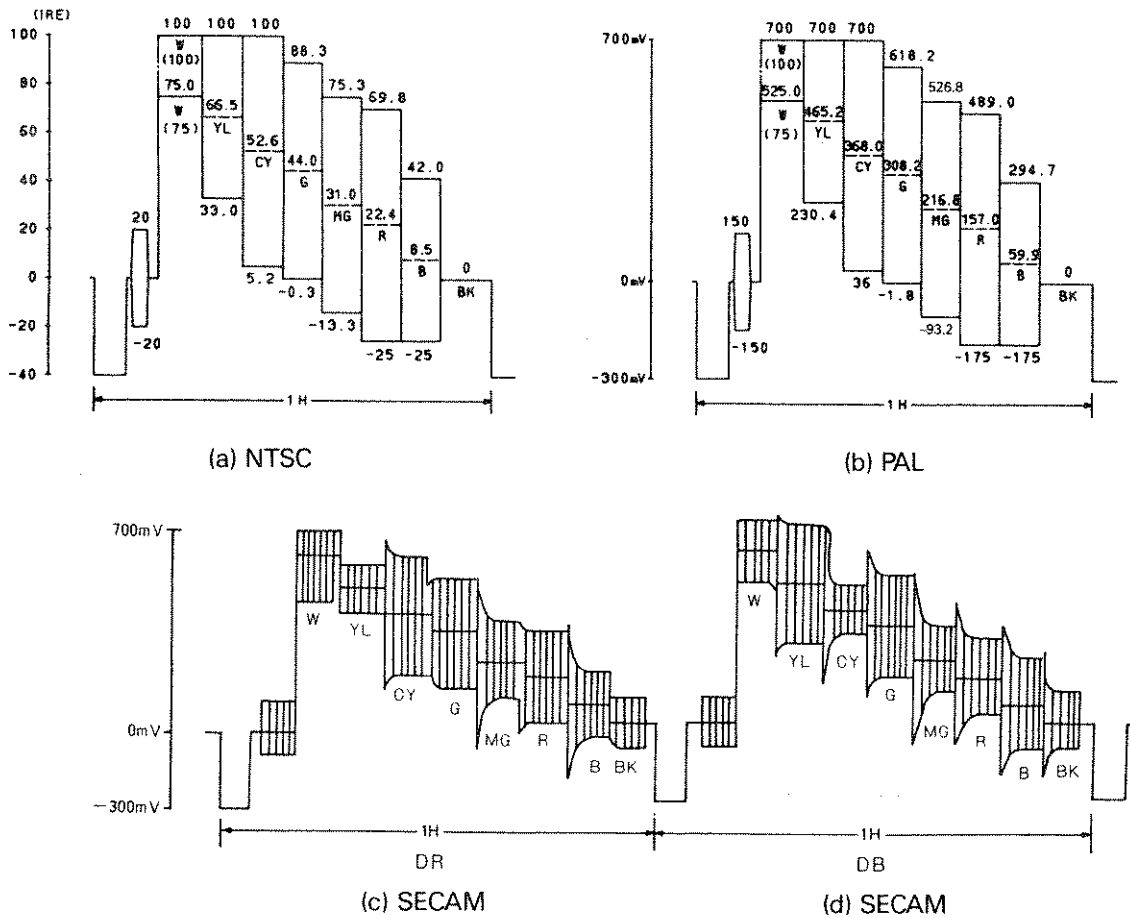 (IRE)
100
80
60
40
20
0
-20
-40
100 100 100
W
(100)
75.0
W
(75)
66.5
YL
33.0
52.6
CY
5.2
88.3
44.0
G
-0.3
75.3
31.0
MG
-13.3
69.8
22.4
R
-25
42.0
8.5
B
-25
0
BK
20
-20
1H
(a) NTSC
700mV
0mV
-300mV
700 700 700
W
(100)
525.0
W
(75)
465.2
YL
230.4
368.0
CY
36
618.2
308.2
G
-1.8
526.8
216.8
MG
-93.2
489.0
157.0
R
-175
294.7
59.9
B
-175
0
BK
150
-150
1H
(b) PAL
700mV
0mV
-300mV
W
YL
CY
G
MG
R
B
BK
1H
DR
(c) SECAM
W
YL
CY
G
MG
R
B
BK
1H
DB
(d) SECAM